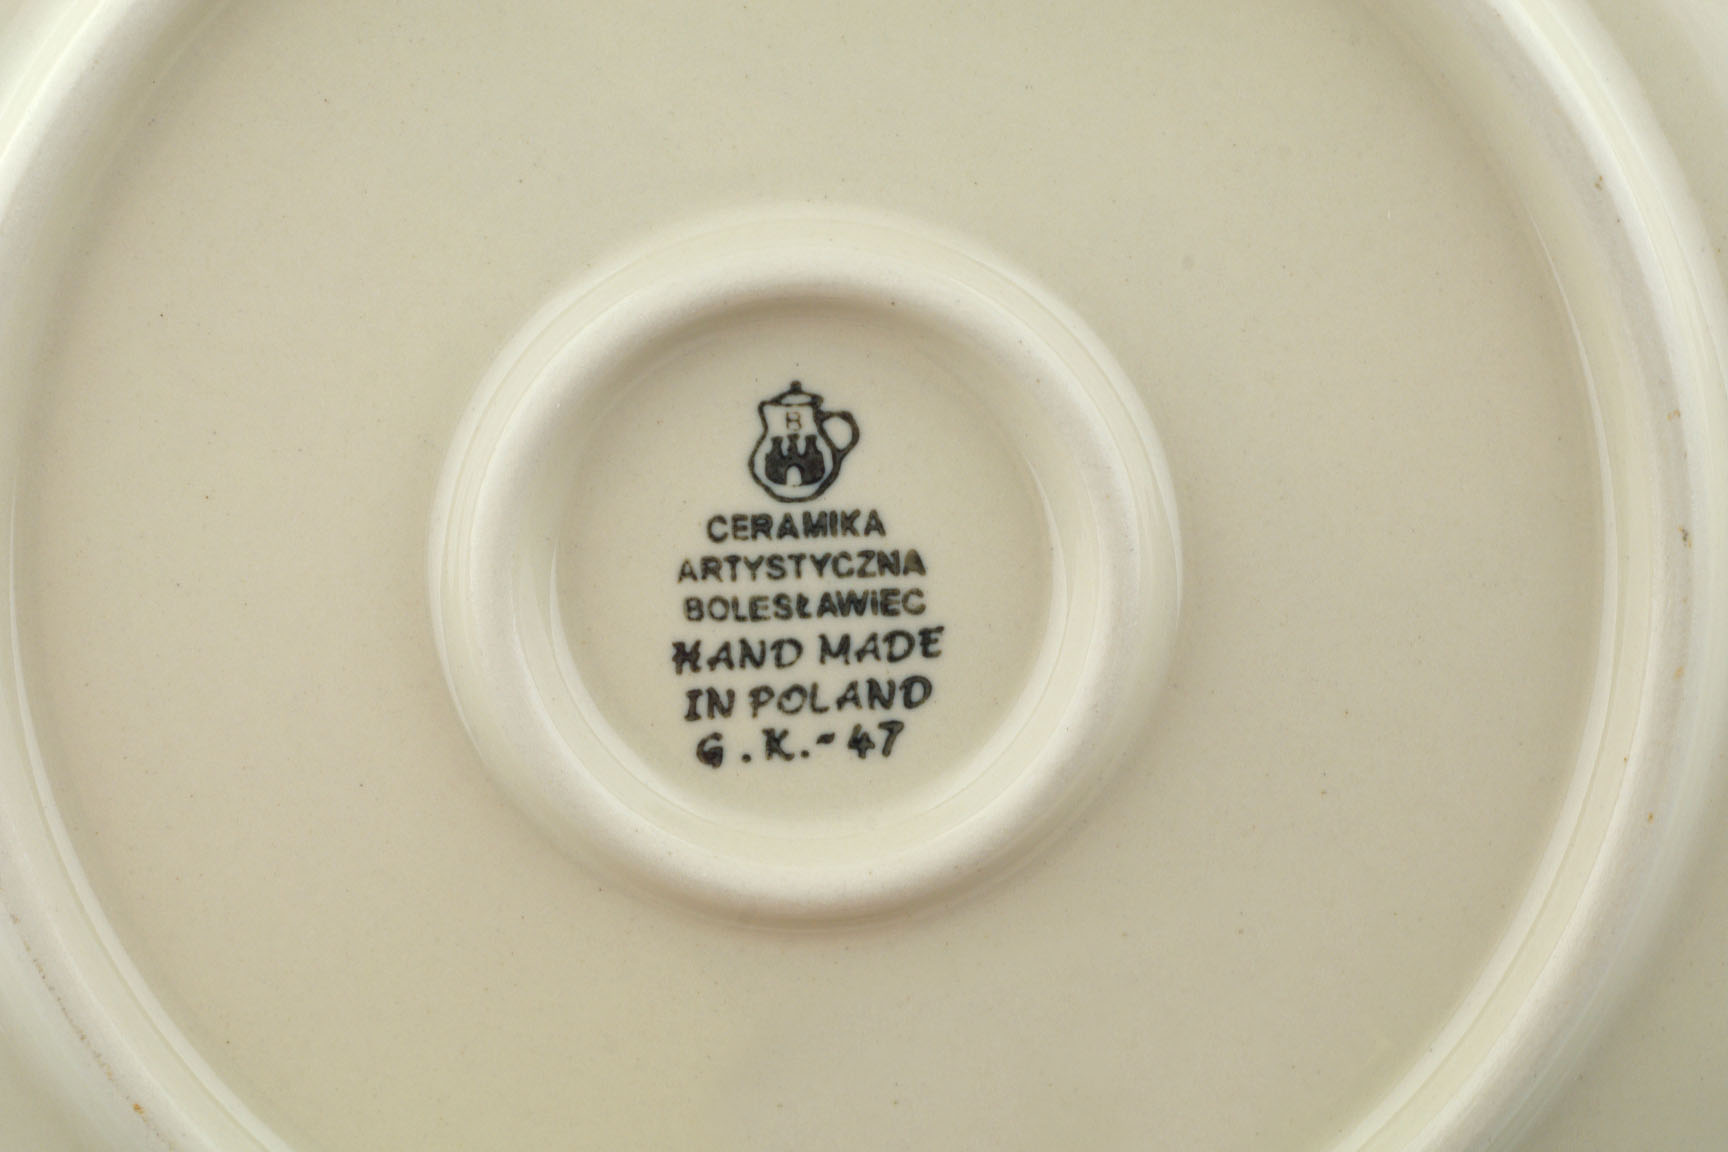 B
CERAMIKA
ARTYSTYCZNA
BOLESŁAWIEC
HAND MADE
IN POLAND
G.K.-47